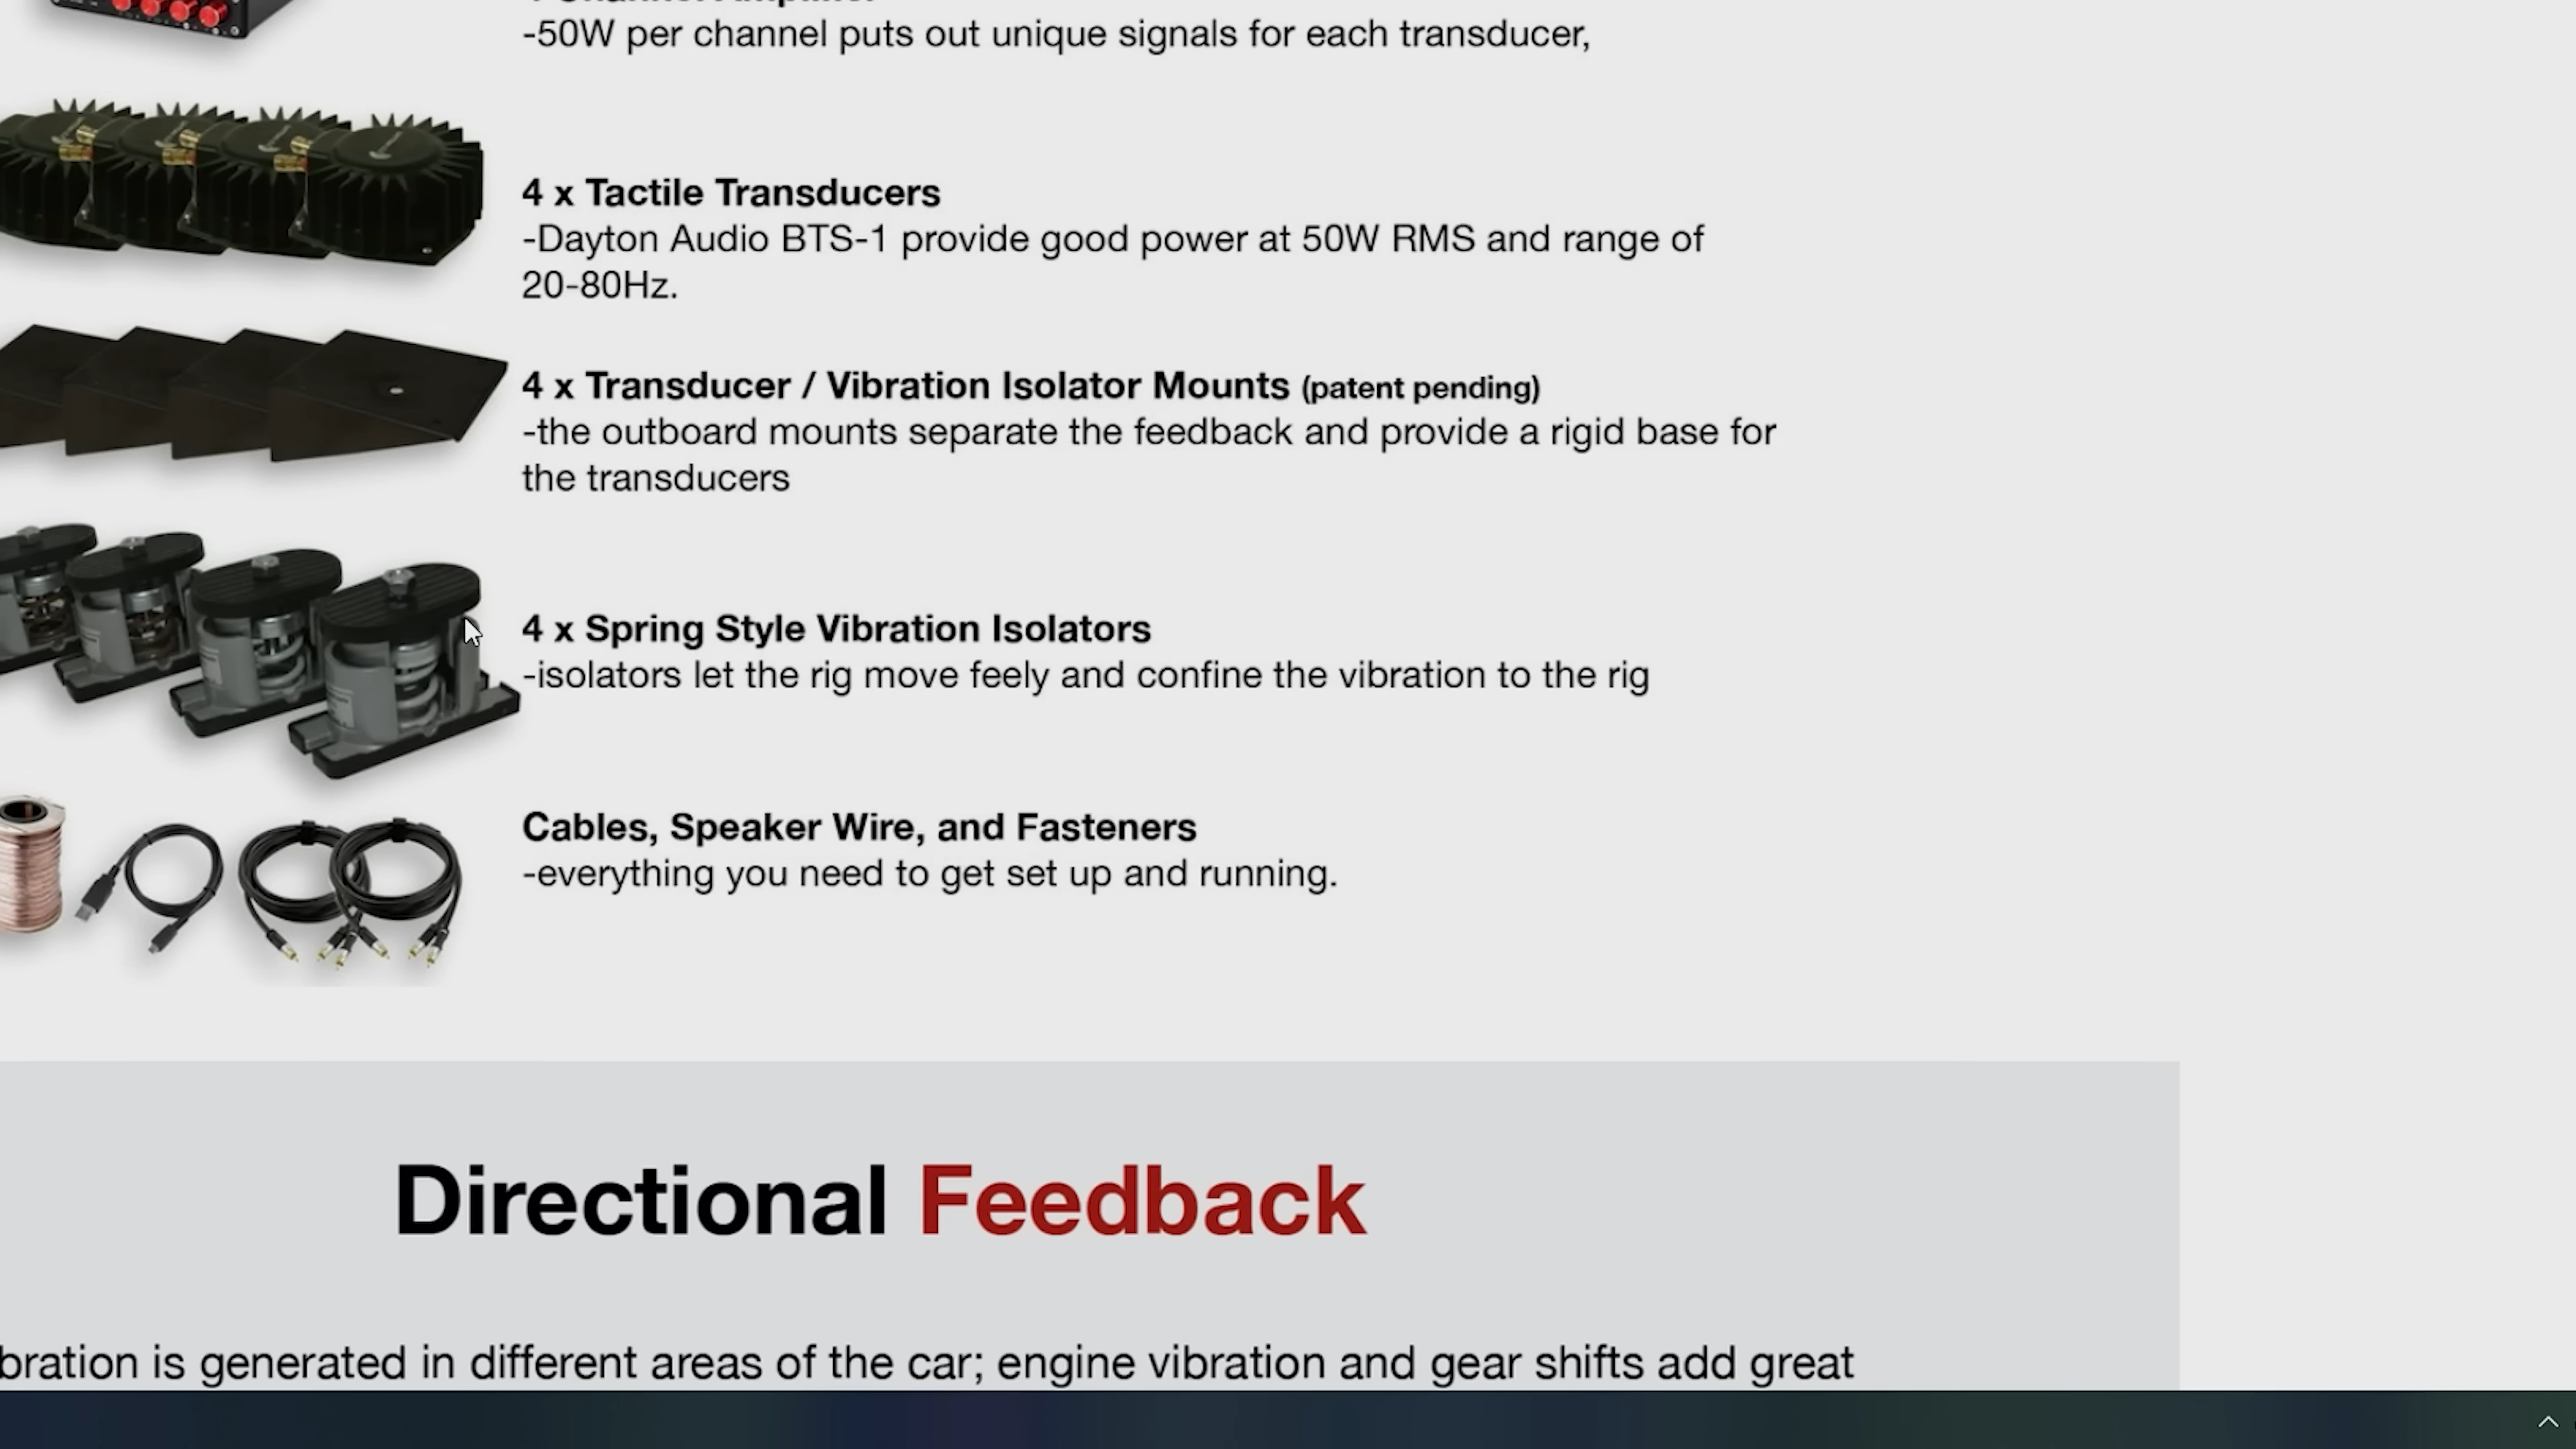 -50W per channel puts out unique signals for each transducer,
4 x Tactile Transducers
-Dayton Audio BTS-1 provide good power at 50W RMS and range of
20-80Hz.
4 x Transducer / Vibration Isolator Mounts (patent pending)
-the outboard mounts separate the feedback and provide a rigid base for
the transducers
4 x Spring Style Vibration Isolators
-isolators let the rig move feely and confine the vibration to the rig
Cables, Speaker Wire, and Fasteners
-everything you need to get set up and running.
Directional Feedback
bration is generated in different areas of the car; engine vibration and gear shifts add great